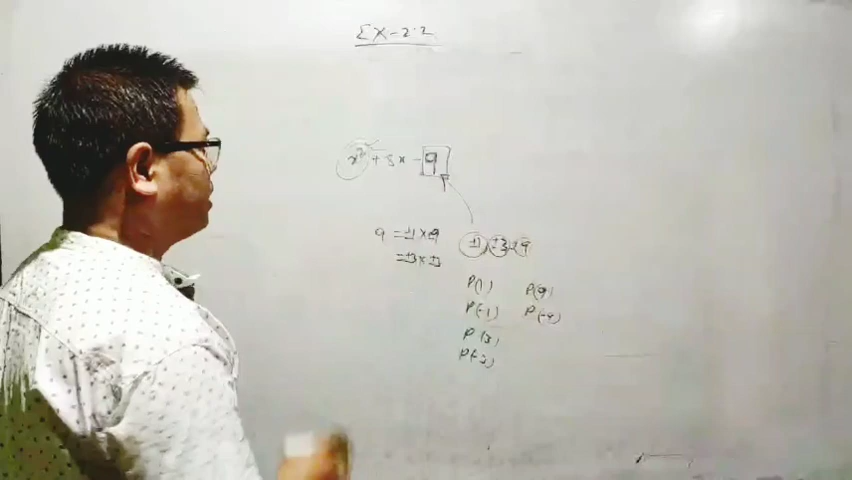 EX-2.2
x² + 8x - 9
9 = ±1 × ±9
= ±3 × ±3
±1, ±3, ±9
P(1)
P(-1)
P(3)
P(-3)
P(9)
P(-9)